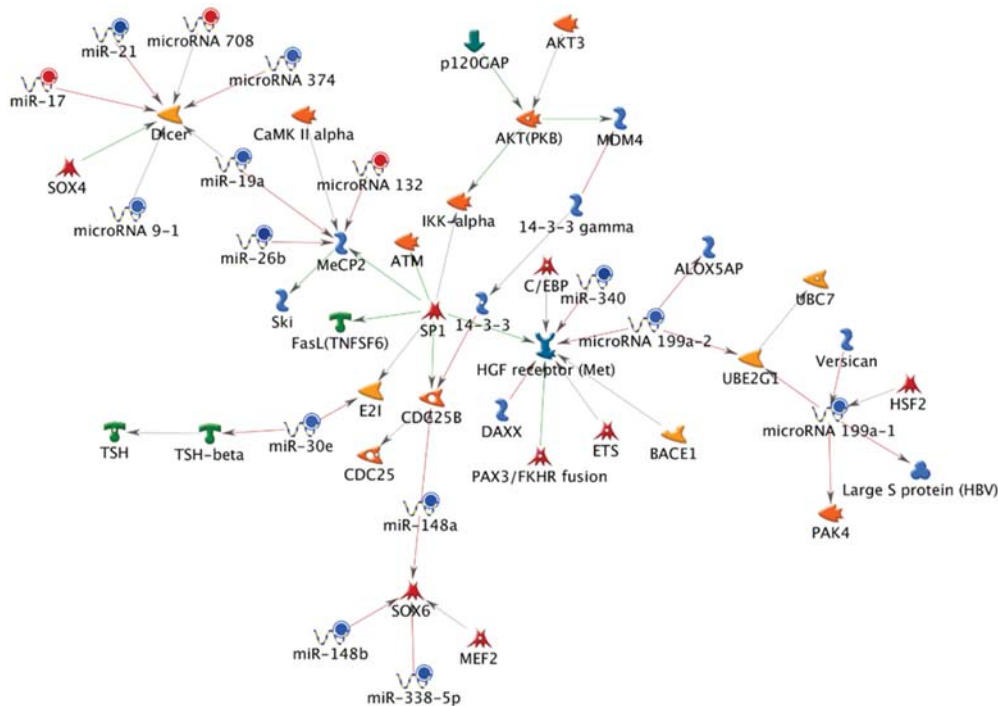 microRNA 708
miR-21
AKT3
p120GAP
microRNA 374
miR-17
Dicer
CaMK II alpha
AKT(PKB)
MDM4
SOX4
miR-19a
microRNA 132
IKK-alpha
14-3-3 gamma
microRNA 9-1
miR-26b
MeCP2
ATM
C/EBP
miR-340
ALOX5AP
UBC7
Ski
FasL(TNFSF6)
SP1
14-3-3
microRNA 199a-2
HGF receptor (Met)
UBE2G1
Versican
E2I
CDC25B
HSF2
DAXX
microRNA 199a-1
TSH
TSH-beta
miR-30e
ETS
BACE1
CDC25
PAX3/FKHR fusion
Large S protein (HBV)
miR-148a
PAK4
SOX6
miR-148b
MEF2
miR-338-5p